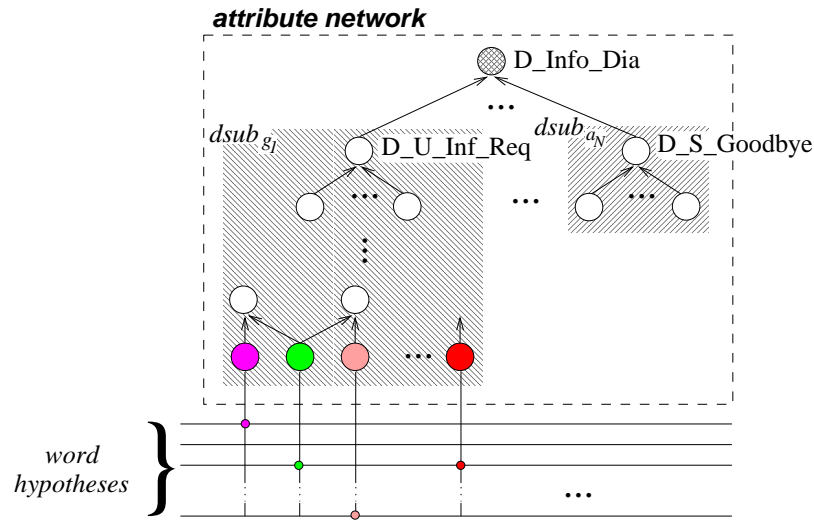 attribute network
D_Info_Dia
...
dsub g1
D_U_Inf_Req
dsub aN
D_S_Goodbye
...
...
...
...
...
word
hypotheses
...